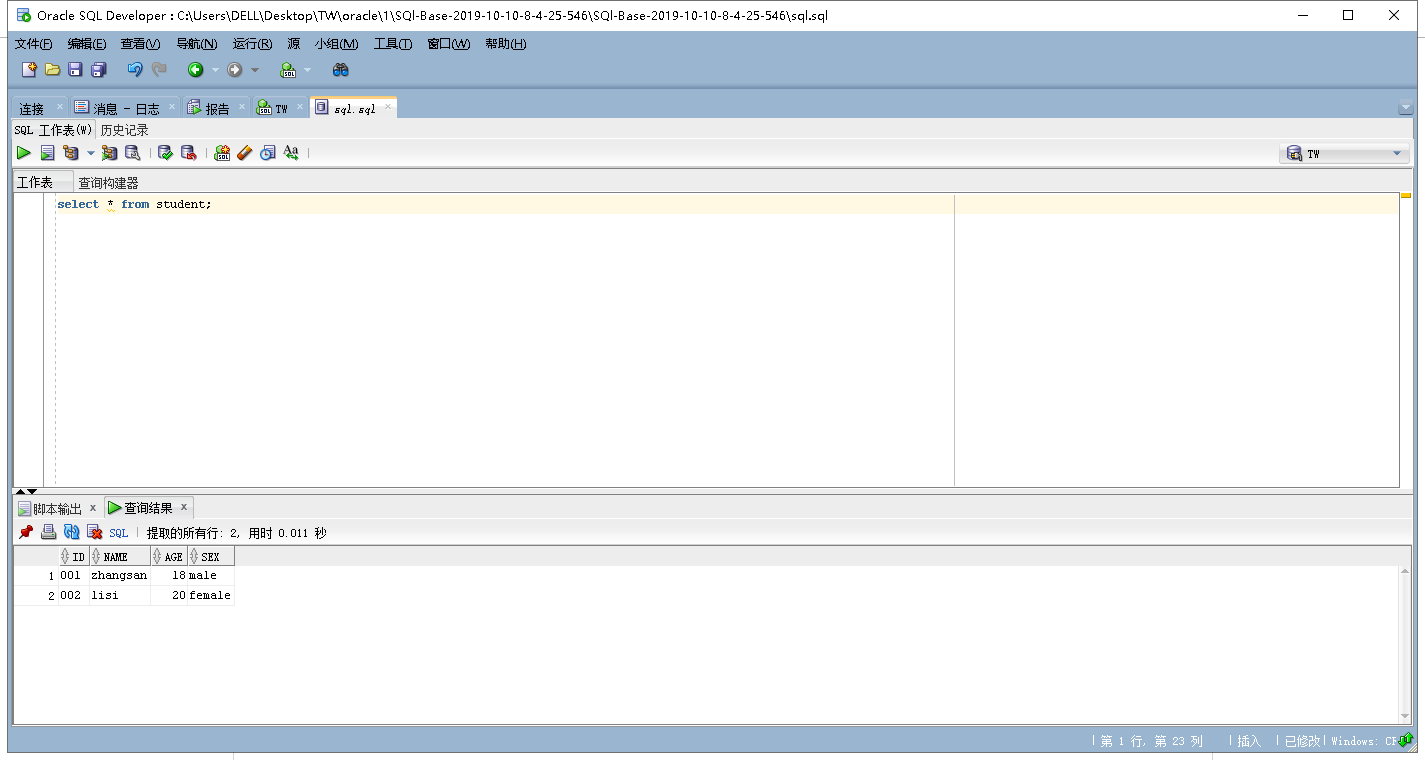 Oracle SQL Developer : C:\Users\DELL\Desktop\TW\oracle\1\SQl-Base-2019-10-10-8-4-25-546\SQl-Base-2019-10-10-8-4-25-546\sql.sql
文件(F) 编辑(E) 查看(V) 导航(N) 运行(R) 源 小组(M) 工具(T) 窗口(W) 帮助(H)
连接 消息 - 日志 报告 TW sql.sql
SQL 工作表(W) 历史记录
TW
工作表 查询构建器
select * from student;
脚本输出 查询结果
SQL 提取的所有行: 2, 用时 0.011 秒
ID NAME AGE SEX
1 001 zhangsan 18 male
2 002 lisi 20 female
第 1 行, 第 23 列 插入 已修改 Windows: